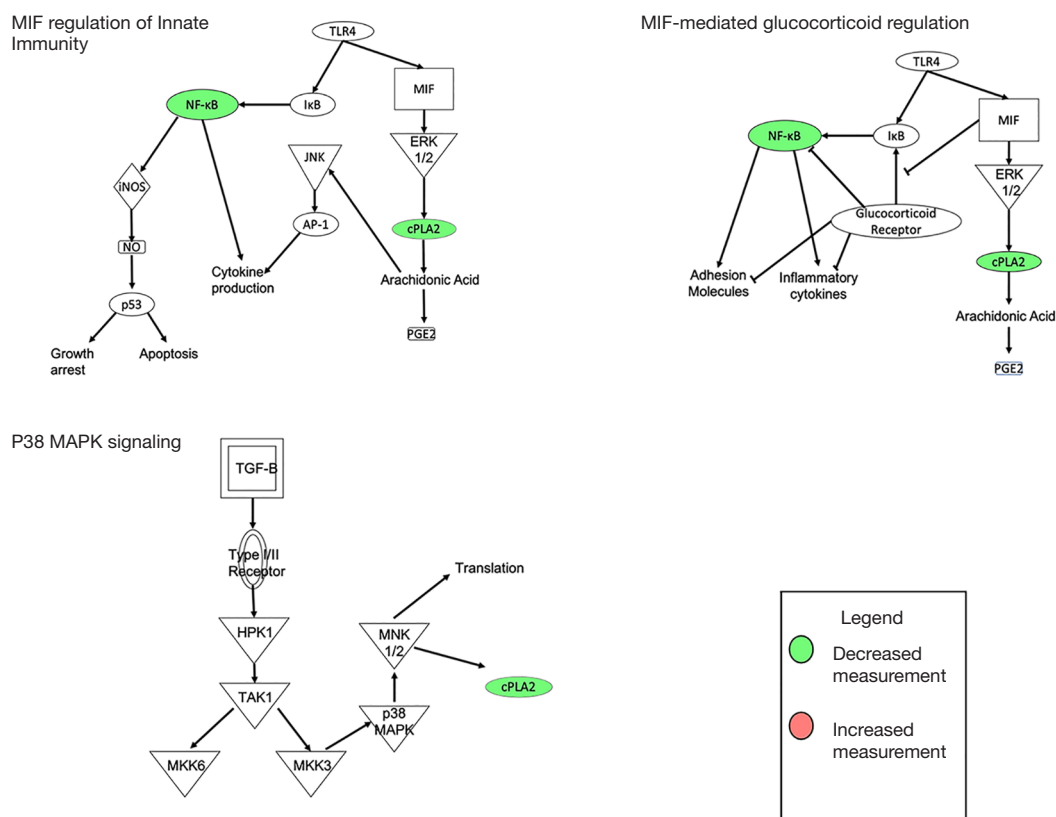 MIF regulation of Innate
Immunity
TLR4
MIF
NF-κB
IκB
JNK
ERK
1/2
iNOS
AP-1
cPLA2
NO
Cytokine
production
Arachidonic Acid
p53
PGE2
Growth
arrest
Apoptosis
MIF-mediated glucocorticoid regulation
TLR4
MIF
NF-κB
IκB
ERK
1/2
Glucocorticoid
Receptor
cPLA2
Adhesion
Molecules
Inflammatory
cytokines
Arachidonic Acid
PGE2
P38 MAPK signaling
TGF-B
Type I/II
Receptor
Translation
HPK1
MNK
1/2
cPLA2
TAK1
p38
MAPK
MKK6
MKK3
Legend
Decreased
measurement
Increased
measurement